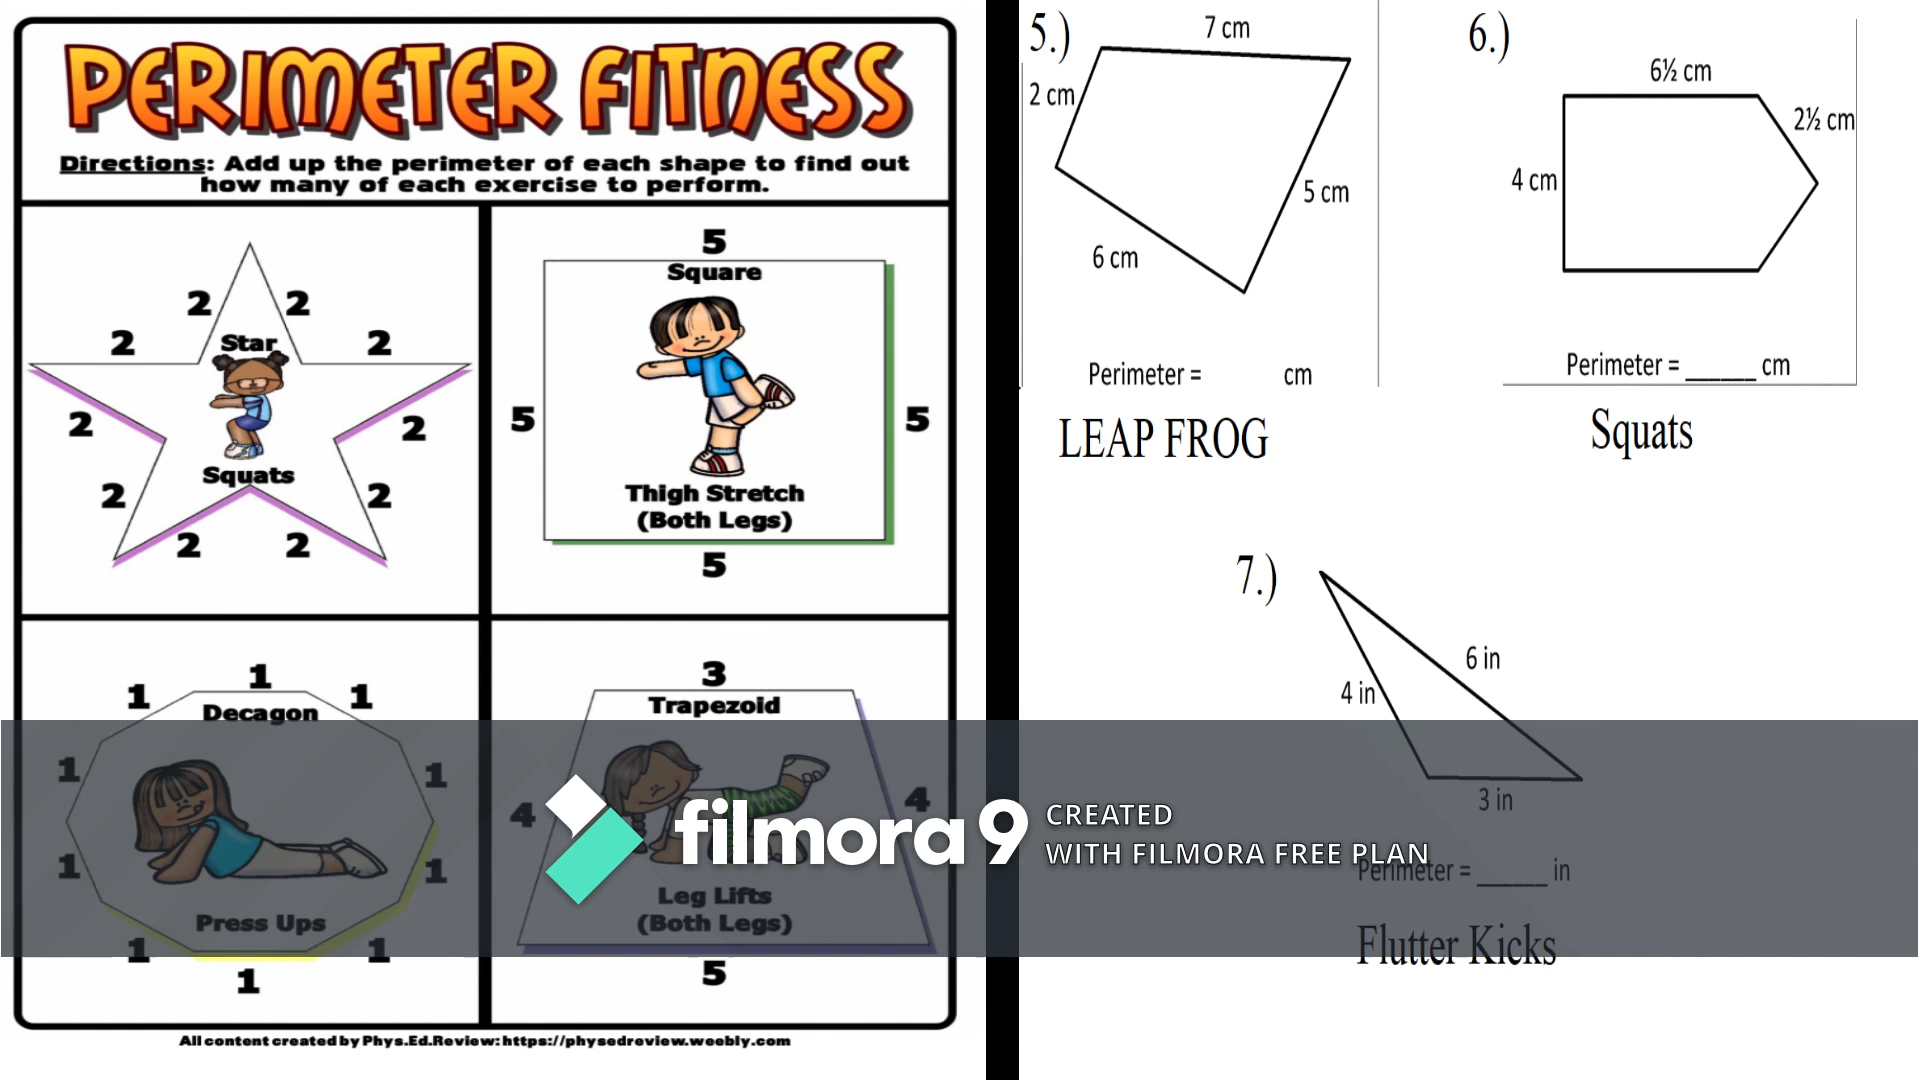 PERIMETER FITNESS
Directions: Add up the perimeter of each shape to find out
how many of each exercise to perform.
2
2
2
2
Star
2
2
Squats
2
2
2
2
5
Square
5
5
Thigh Stretch
(Both Legs)
5
1
1
1
Decagon
1
1
1
1
Press Ups
1
1
1
3
Trapezoid
4
4
Leg Lifts
(Both Legs)
5
All content created by Phys.Ed.Review: https://physedreview.weebly.com
5.)
7 cm
2 cm
5 cm
6 cm
Perimeter = cm
LEAP FROG
6.)
6½ cm
2½ cm
4 cm
Perimeter = ______ cm
Squats
7.)
6 in
4 in
3 in
Perimeter = ______ in
Flutter Kicks
filmora9
CREATED
WITH FILMORA FREE PLAN